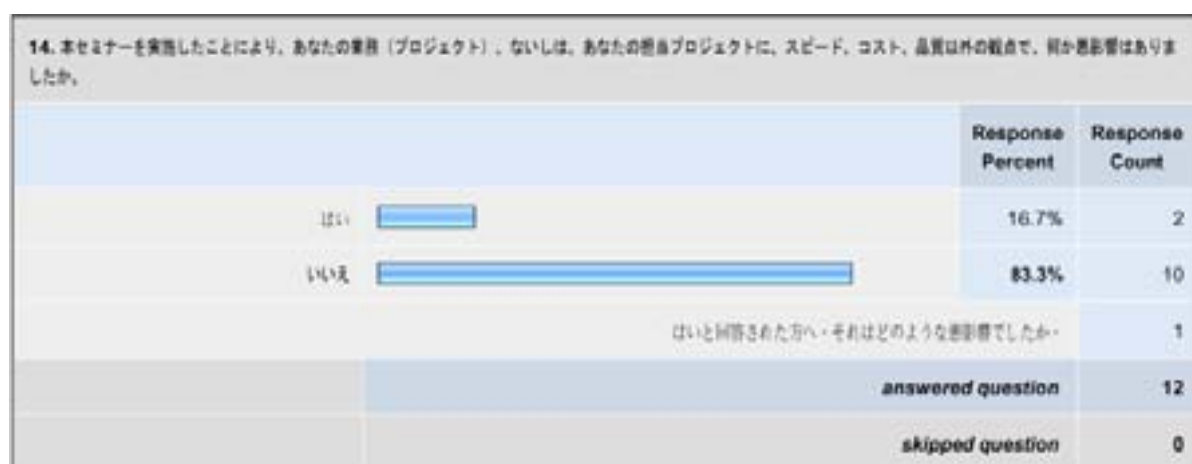 14. 本セミナーを実施したことにより、あなたの業務（プロジェクト）、ないしは、あなたの担当プロジェクトに、スピード、コスト、品質以外の観点で、何か悪影響はありま
したか。
Response Percent
Response Count
はい 16.7% 2
いいえ 83.3% 10
はいと回答された方へ・それはどのような悪影響でしたか・ 1
answered question 12
skipped question 0